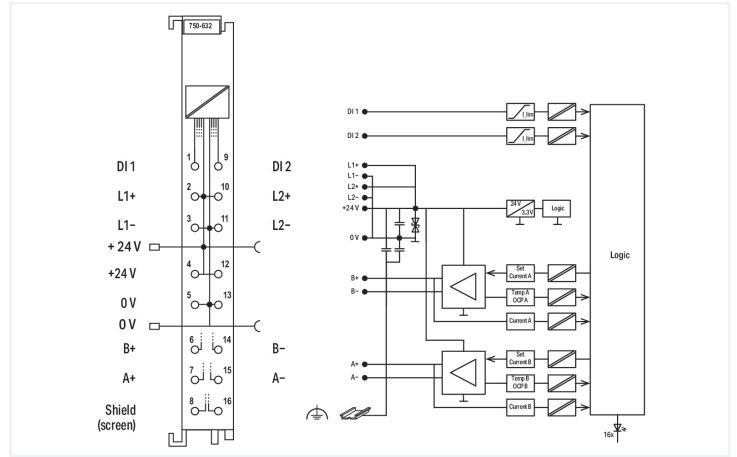 750-632
1
9
DI 1
DI 2
2
10
L1+
L2+
3
11
L1−
L2−
+ 24 V
4
12
+24 V
5
13
0 V
0 V
6
14
B+
B−
7
15
A+
A−
8
16
Shield
(screen)
DI 1
I_lim
DI 2
I_lim
L1+
L1−
L2+
L2−
+24 V
24 V
3.3V
Logic
0 V
Logic
B+
B−
Set
Current A
Temp A
OCP A
Current A
A+
A−
Set
Current B
Temp B
OCP B
Current B
16x